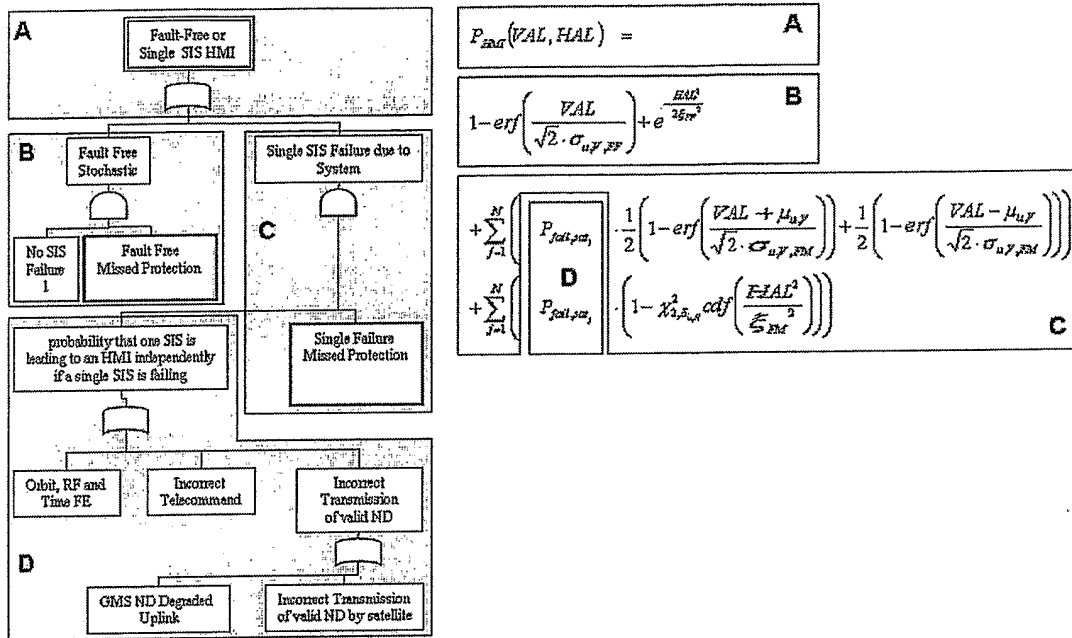 A
Fault-Free or
Single SIS HMI
B
Fault Free
Stochastic
No SIS
Failure
1
Fault Free
Missed Protection
Single SIS Failure due to
System
C
Single Failure
Missed Protection
probability that one SIS is
leading to an HMI independently
if a single SIS is failing
Orbit, RF and
Time FE
Incorrect
Telecommand
Incorrect
Transmission
of valid ND
D
GMS ND Degraded
Uplink
Incorrect Transmission
of valid ND by satellite
P_HMI(VAL, HAL) = A
1-erf(VAL/(√2·σ_u,V,FF)) + e^(-HAL²/(2ξ_FF²)) B
+∑_{j=1}^{N}(P_fail,sat_j · 1/2(1-erf((VAL+μ_u,V)/(√2·σ_u,V,FM))) + 1/2(1-erf((VAL-μ_u,V)/(√2·σ_u,V,FM))))
D
+∑_{j=1}^{N}(P_fail,sat_j · (1-χ²_{2,δ_u,H} cdf(HAL²/ξ_FM²)))
C